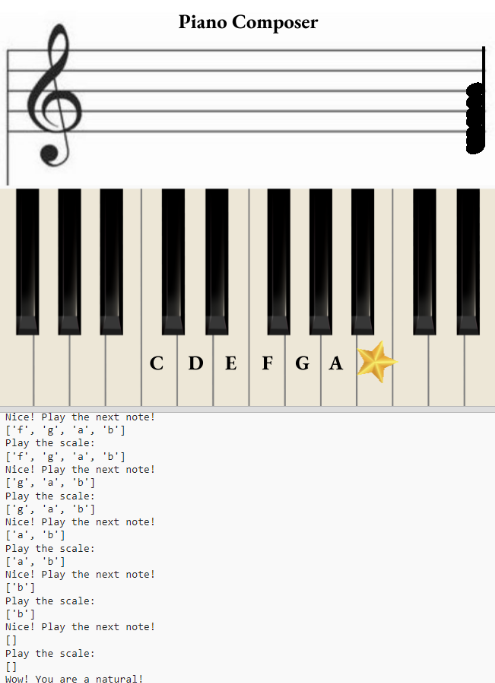 Piano Composer
C D E F G A
Nice! Play the next note!
['f', 'g', 'a', 'b']
Play the scale:
['f', 'g', 'a', 'b']
Nice! Play the next note!
['g', 'a', 'b']
Play the scale:
['g', 'a', 'b']
Nice! Play the next note!
['a', 'b']
Play the scale:
['a', 'b']
Nice! Play the next note!
['b']
Play the scale:
['b']
Nice! Play the next note!
[]
Play the scale:
[]
Wow! You are a natural!